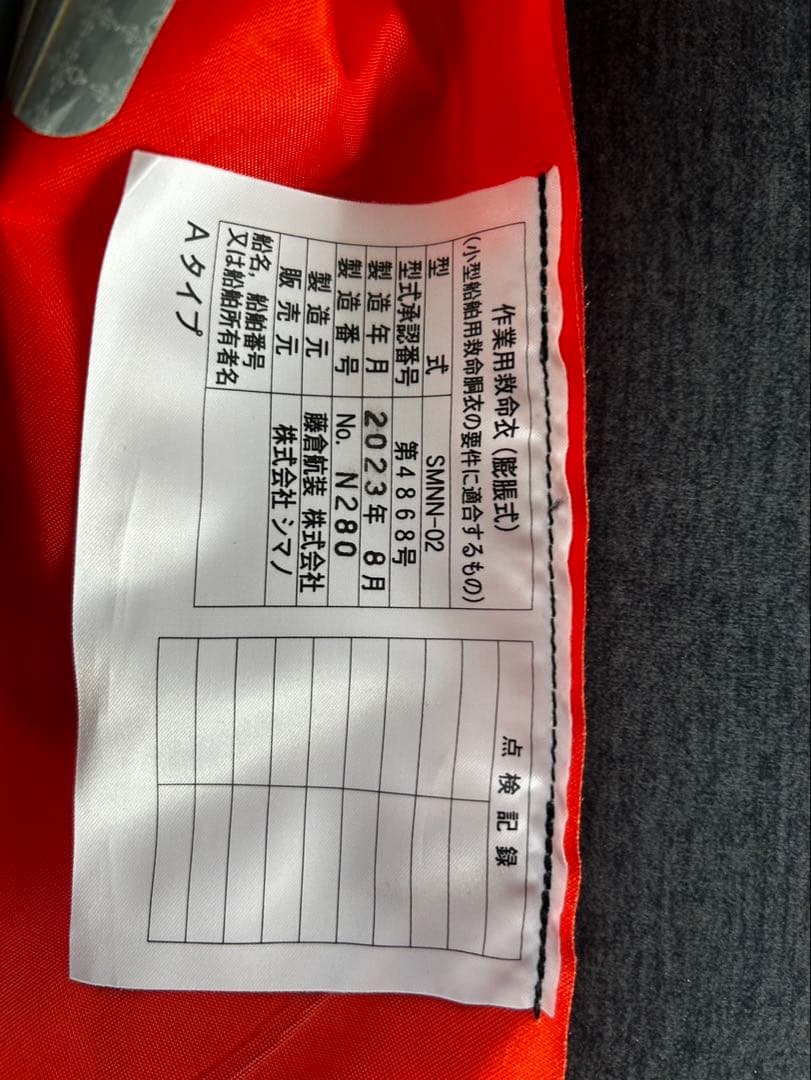 作業用救命衣(膨脹式)
(小型船舶用救命胴衣の要件に適合するもの)
型式 SMNN-02
型式承認番号 第4868号
製造年月 2023年 8月
製造番号 No. N280
製造元 藤倉航装 株式会社
販売元 株式会社 シマノ
船名, 船舶番号
又は船舶所有者名
Aタイプ
点検記録